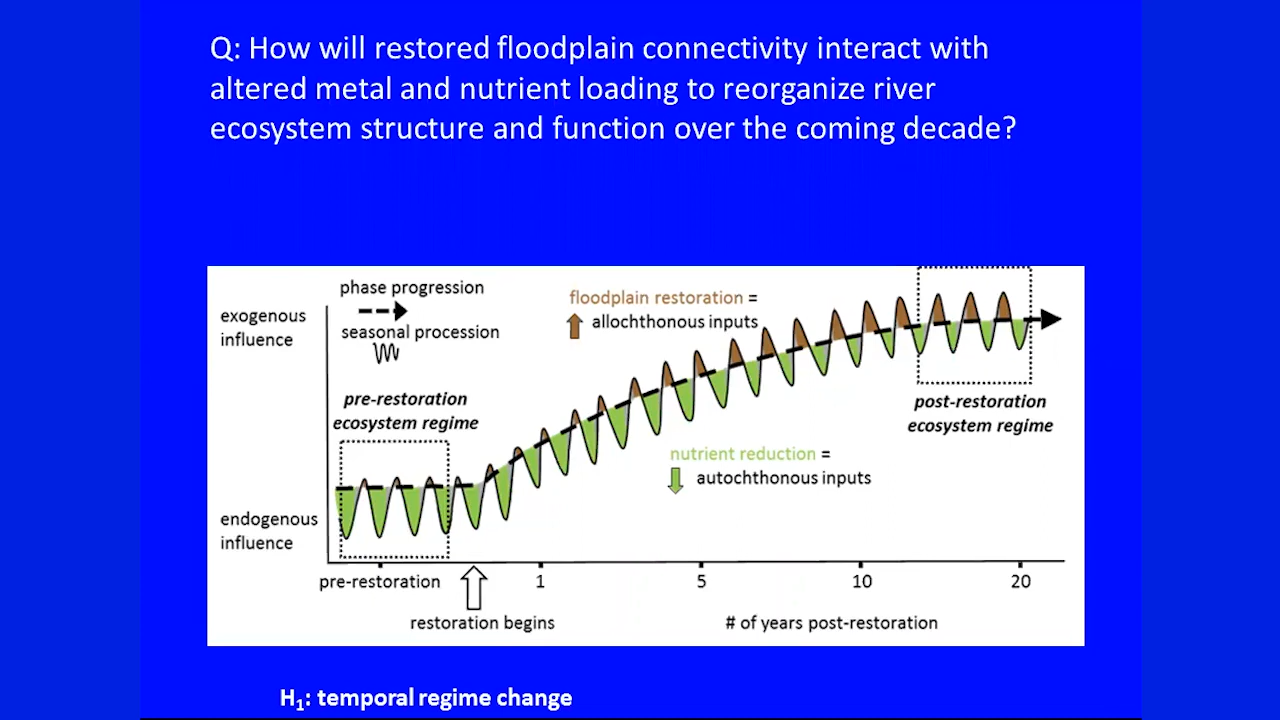 Q: How will restored floodplain connectivity interact with
altered metal and nutrient loading to reorganize river
ecosystem structure and function over the coming decade?
phase progression
seasonal procession
exogenous
influence
floodplain restoration =
allochthonous inputs
pre-restoration
ecosystem regime
post-restoration
ecosystem regime
nutrient reduction =
autochthonous inputs
endogenous
influence
pre-restoration
1
5
10
20
restoration begins
# of years post-restoration
H₁: temporal regime change